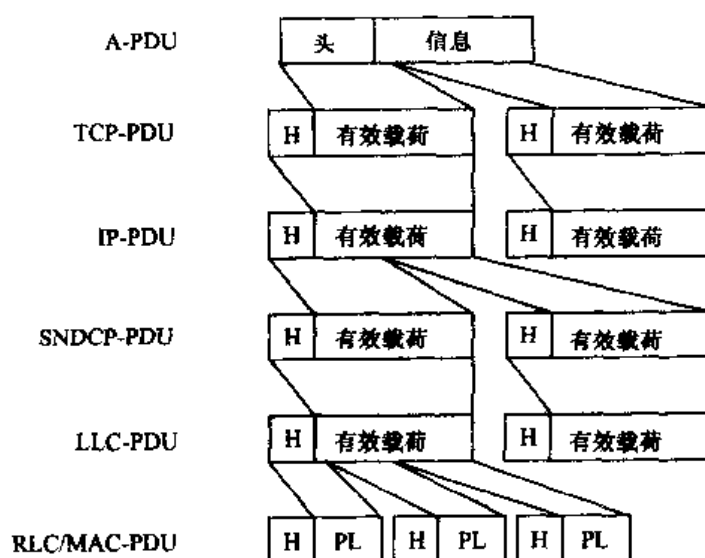 A-PDU 头 信息
TCP-PDU H 有效载荷 H 有效载荷
IP-PDU H 有效载荷 H 有效载荷
SNDCP-PDU H 有效载荷 H 有效载荷
LLC-PDU H 有效载荷 H 有效载荷
RLC/MAC-PDU H PL H PL H PL